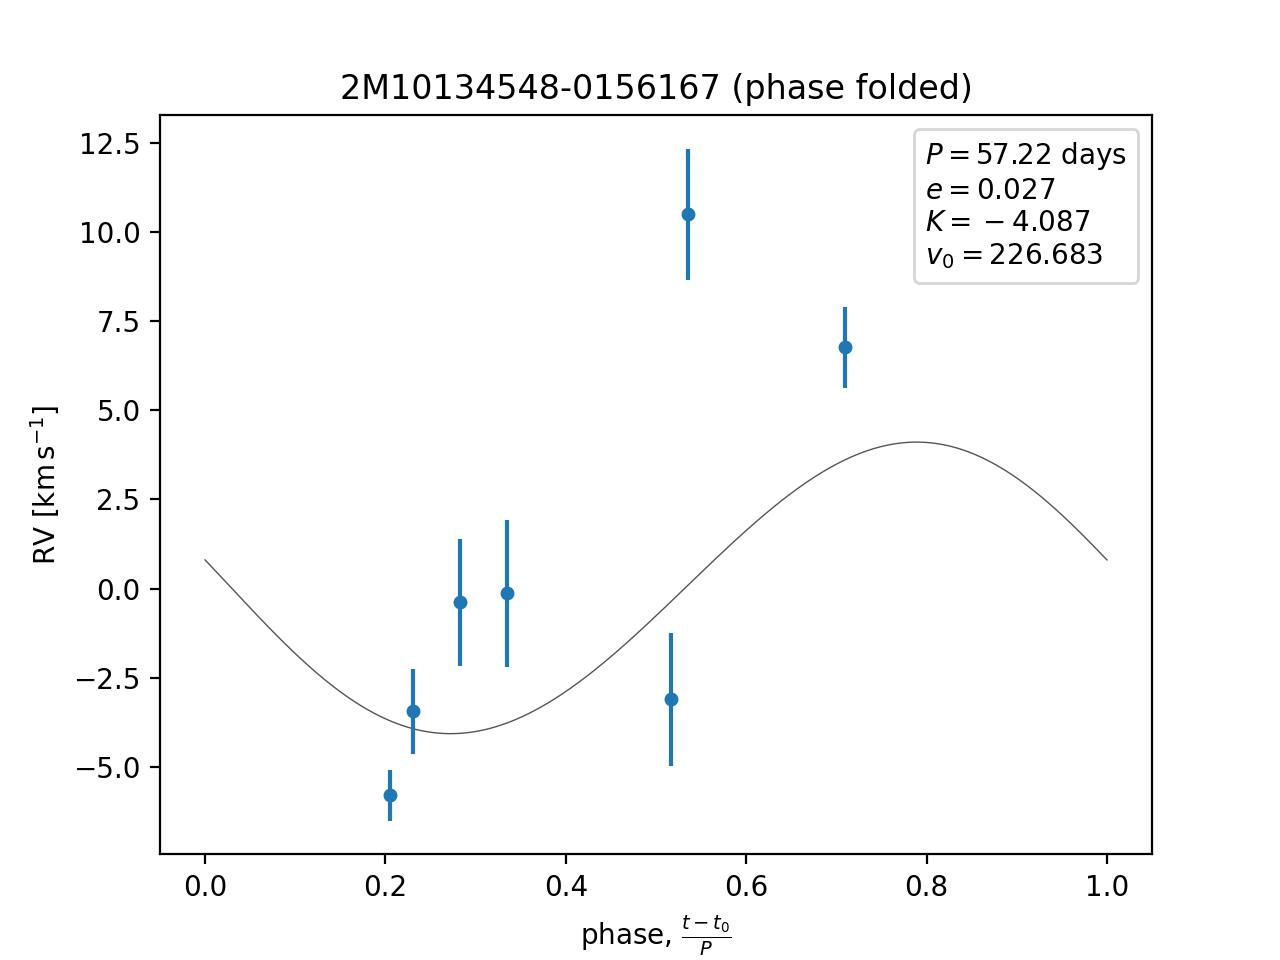 2M10134548-0156167 (phase folded)
P = 57.22 days
e = 0.027
K = −4.087
v₀ = 226.683
12.5
10.0
7.5
5.0
2.5
0.0
−2.5
−5.0
RV [km s⁻¹]
0.0 0.2 0.4 0.6 0.8 1.0
phase, (t − t₀)/P